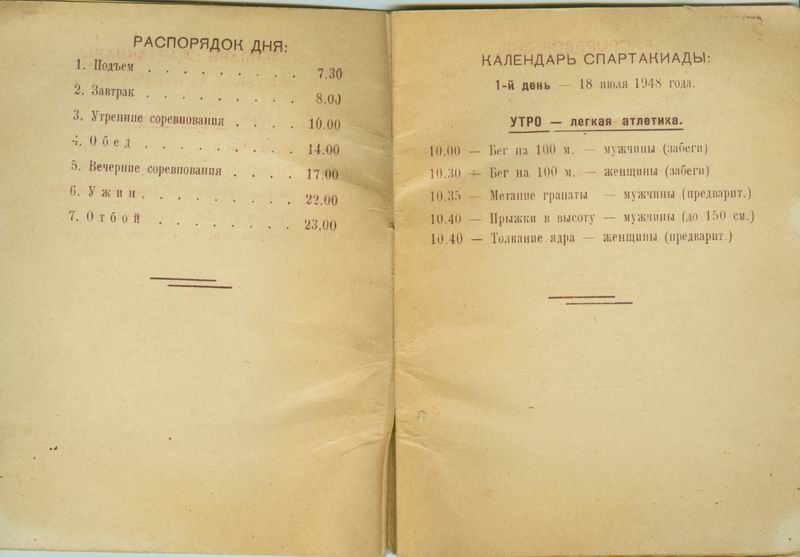 РАСПОРЯДОК ДНЯ:
1. Подъем . . . . . . . . 7.30
2. Завтрак . . . . . . . . 8.00
3. Утренние соревнования . . . . 10.00
4. Обед . . . . . . . . 14.00
5. Вечерние соревнования . . . . 17.00
6. Ужин . . . . . . . . 22.00
7. Отбой . . . . . . . . 23.00
КАЛЕНДАРЬ СПАРТАКИАДЫ:
1-й день — 18 июля 1948 года.
УТРО — легкая атлетика.
10.00 — Бег на 100 м. — мужчины (забеги)
10.30 — Бег на 100 м. — женщины (забеги)
10.35 — Метание гранаты — мужчины (предварит.)
10.40 — Прыжки в высоту — мужчины (до 150 см.)
10.40 — Толкание ядра — женщины (предварит.)